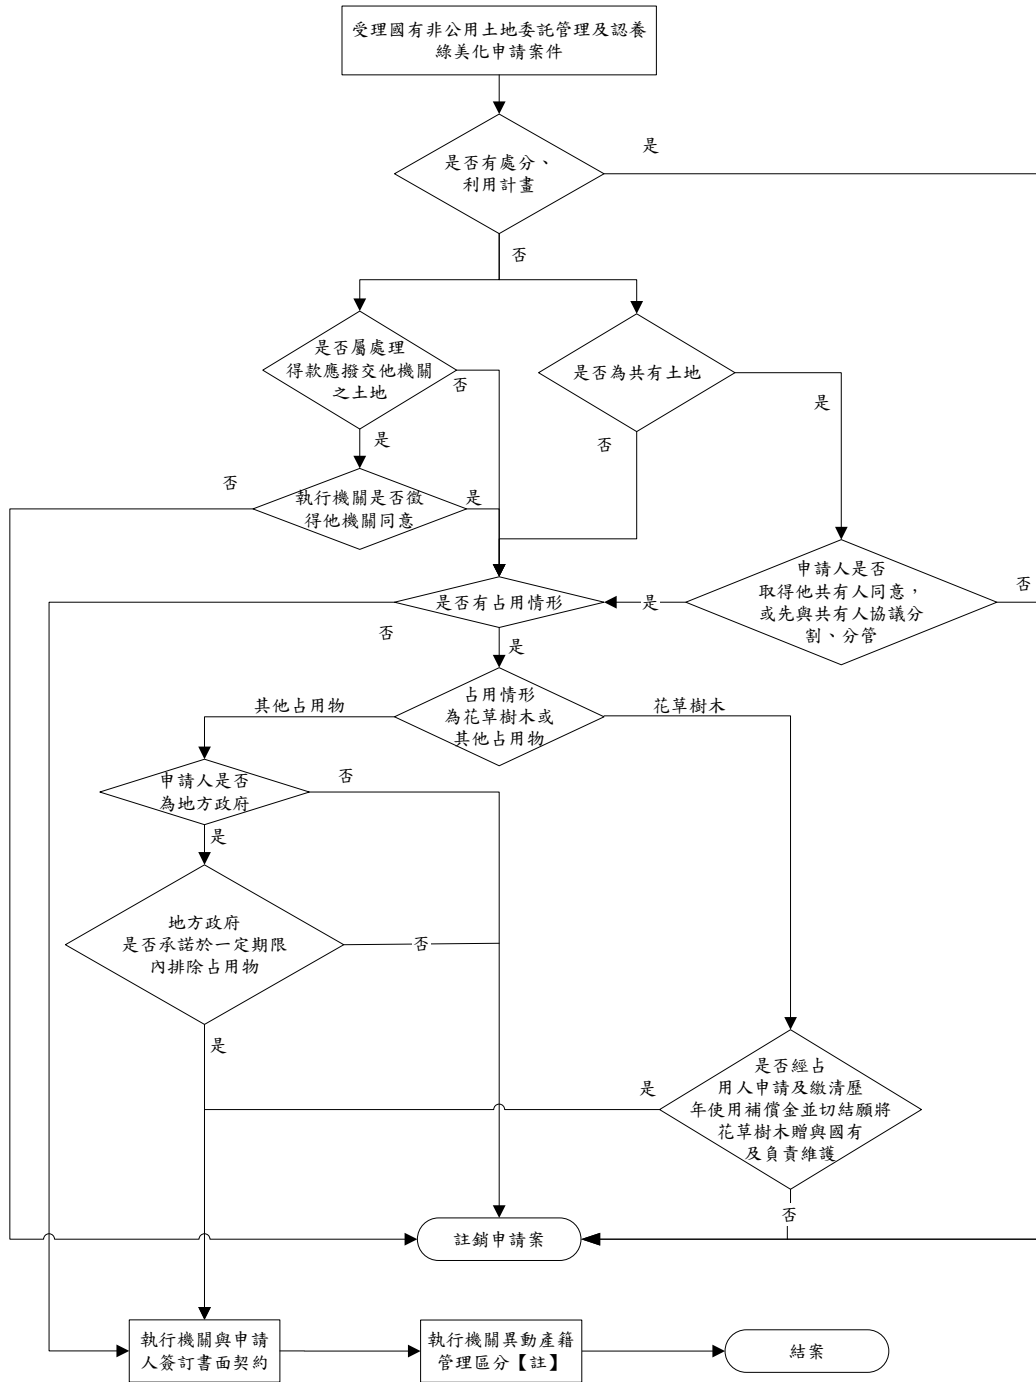 受理國有非公用土地委託管理及認養
綠美化申請案件
是否有處分、
利用計畫
是
否
是否屬處理
得款應撥交他機關
之土地
否
是
是否為共有土地
是
否
執行機關是否徵
得他機關同意
否
是
申請人是否
取得他共有人同意，
或先與共有人協議分
割、分管
否
是
是否有占用情形
否
是
占用情形
為花草樹木或
其他占用物
其他占用物
花草樹木
申請人是否
為地方政府
否
是
地方政府
是否承諾於一定期限
內排除占用物
否
是
是否經占
用人申請及繳清歷
年使用補償金並切結願將
花草樹木贈與國有
及負責維護
是
否
註銷申請案
執行機關與申請
人簽訂書面契約
執行機關異動產籍
管理區分【註】
結案